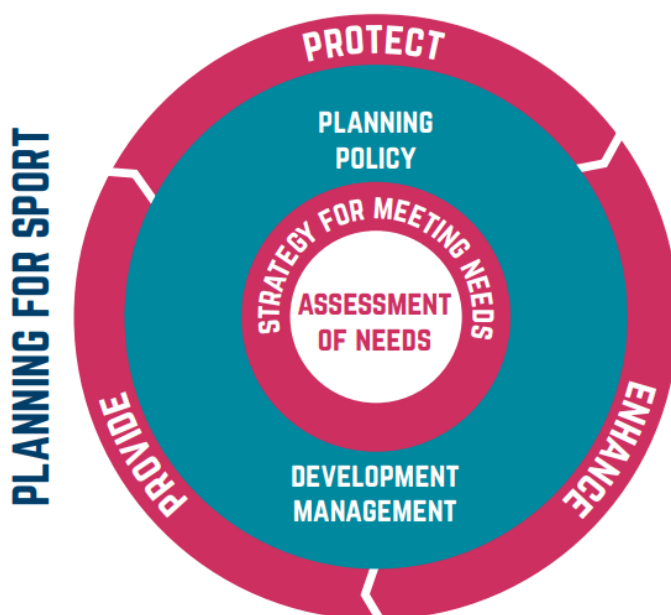 PLANNING FOR SPORT
PROTECT
PLANNING
POLICY
STRATEGY FOR MEETING NEEDS
ASSESSMENT
OF NEEDS
DEVELOPMENT
MANAGEMENT
PROVIDE
ENHANCE